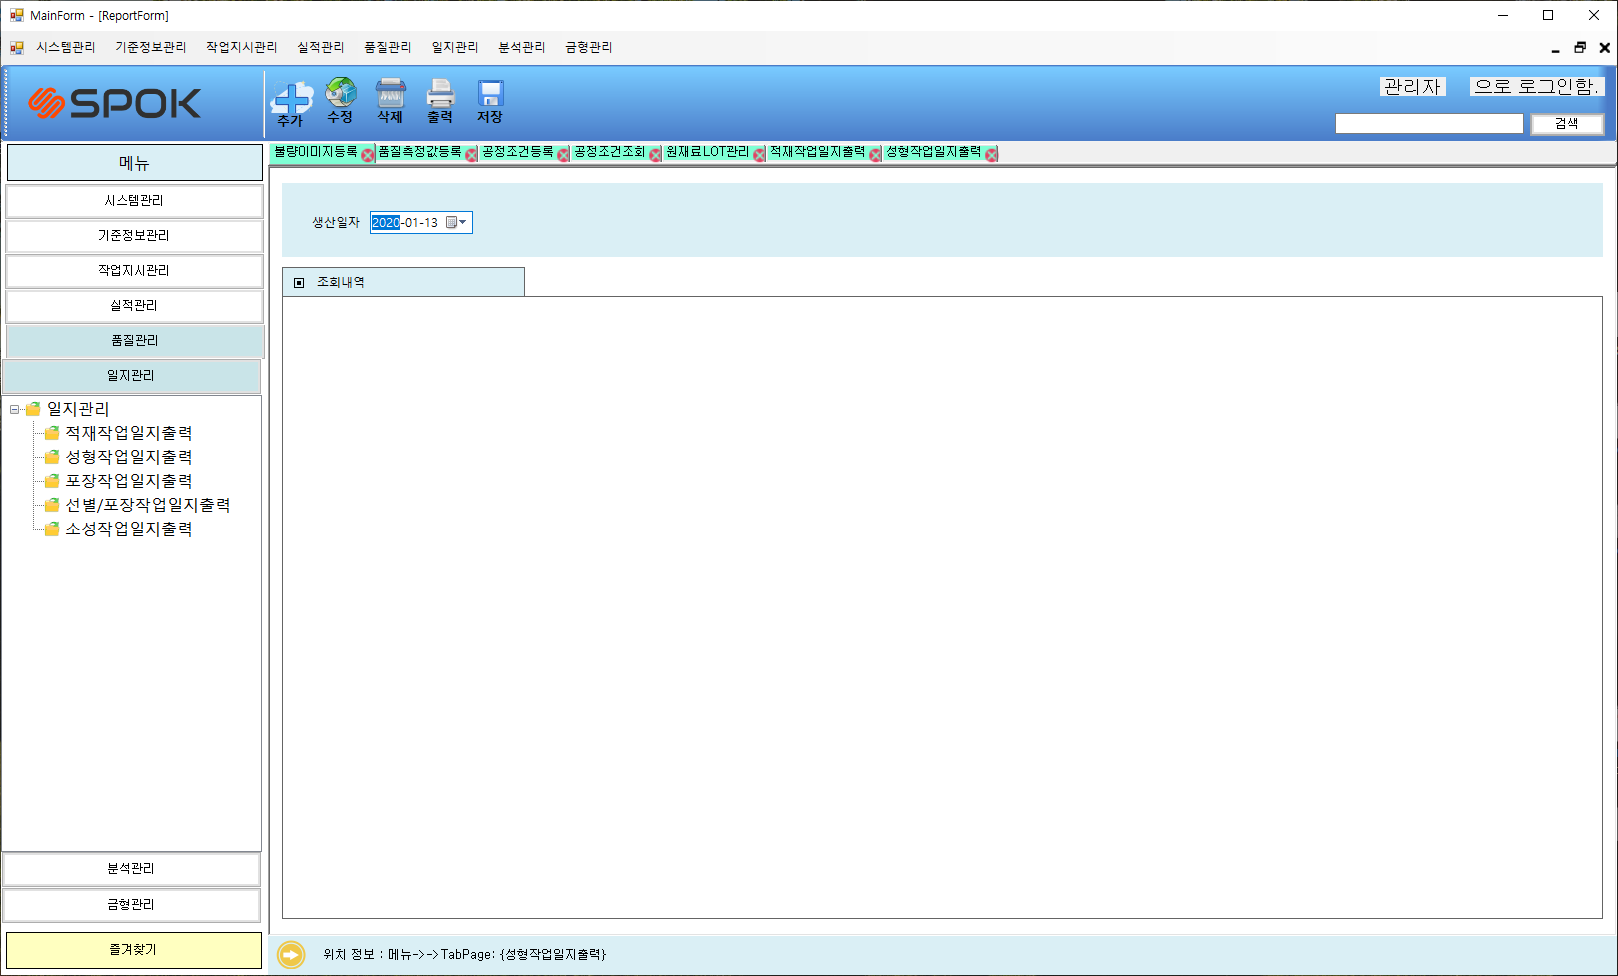 MainForm - [ReportForm]
시스템관리 기준정보관리 작업지시관리 실적관리 품질관리 일지관리 분석관리 금형관리
SPOK
추가 수정 삭제 출력 저장
관리자 으로 로그인함.
검색
메뉴
불량이미지등록 품질측정값등록 공정조건등록 공정조건조회 원재료LOT관리 적재작업일지출력 성형작업일지출력
시스템관리
기준정보관리
작업지시관리
실적관리
품질관리
일지관리
일지관리
적재작업일지출력
성형작업일지출력
포장작업일지출력
선별/포장작업일지출력
소성작업일지출력
분석관리
금형관리
즐겨찾기
생산일자 2020-01-13
조회내역
위치 정보 : 메뉴->->TabPage: {성형작업일지출력}